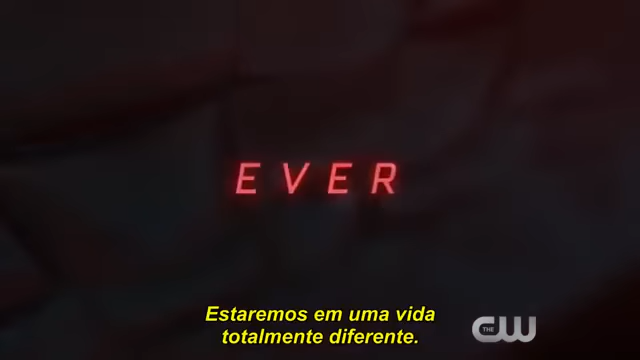 EVER
Estaremos em uma vida
totalmente diferente.
THE CW